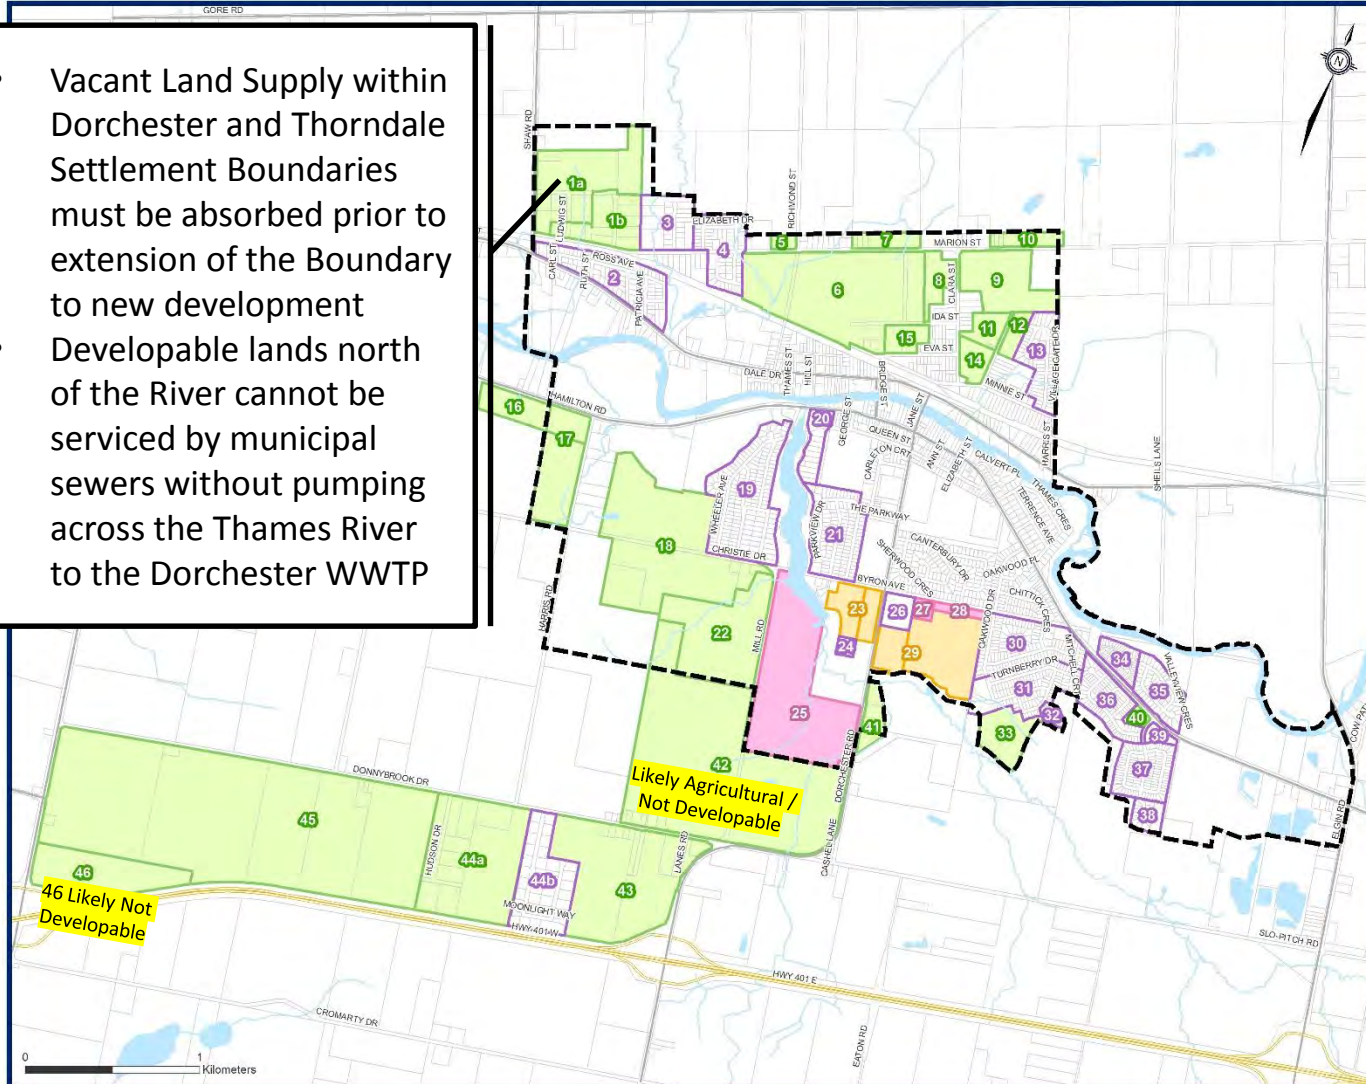 GORE RD
• Vacant Land Supply within
Dorchester and Thorndale
Settlement Boundaries
must be absorbed prior to
extension of the Boundary
to new development
• Developable lands north
of the River cannot be
serviced by municipal
sewers without pumping
across the Thames River
to the Dorchester WWTP
N
SHAW RD
1a
1b
LUDWIG ST
CARL ST
RUTH ST
ROSS AVE
2
PATRICIA AVE
3
ELIZABETH DR
4
RICHMOND ST
5
7
MARION ST
10
6
8
CLARA ST
9
IDA ST
11
12
15
EVA ST
14
13
MINNIE ST
VILLAGE GATE DR
DALE DR
THAMES ST
HILL ST
BRIDGE ST
HAMILTON RD
16
17
20
GEORGE ST
QUEEN ST
JANE ST
CARLETON CRT
ANN ST
ELIZABETH ST
CALVERT PL
HARRIS ST
SHEILS LANE
THAMES CRES
TERRENCE AVE
19
WHEELER AVE
CHRISTIE DR
21
PARKVIEW DR
THE PARKWAY
CANTERBURY DR
SHERWOOD CRES
OAKWOOD PL
BYRON AVE
CHITTICK CRES
18
22
HARRIS RD
MILL RD
23
24
26
27
28
29
OAKWOOD DR
30
TURNBERRY DR
31
MITCHELL CRT
32
33
34
35
VALLEYVIEW CRES
36
40
39
37
38
COW PATH
ELGIN RD
25
41
DORCHESTER RD
42
Likely Agricultural /
Not Developable
CASHEL LANE
DONNYBROOK DR
45
HUDSON DR
44a
44b
MOONLIGHT WAY
43
LANES RD
46
46 Likely Not
Developable
HWY 401 W
HWY 401 E
SLO-PITCH RD
CROMARTY DR
EATON RD
0
1
Kilometers